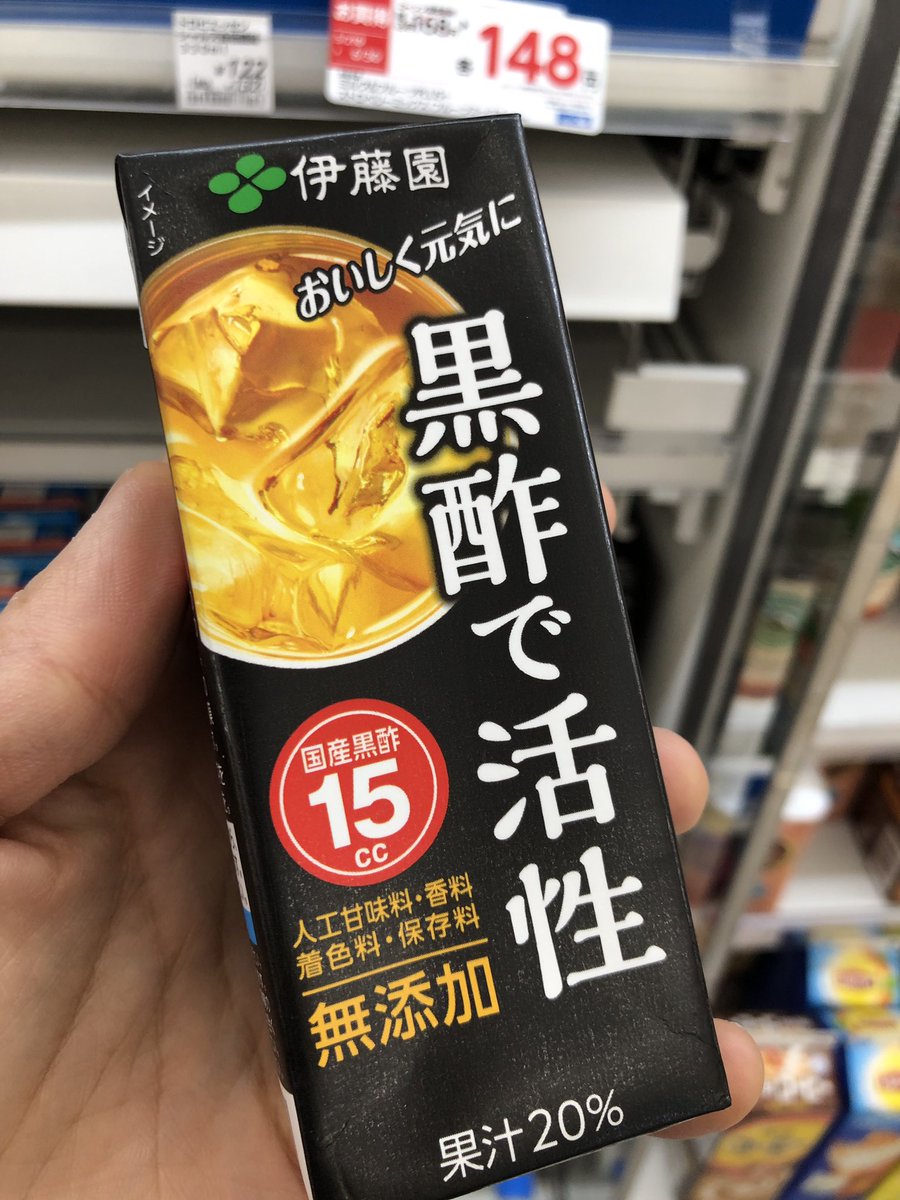 148
¥122
伊藤園
イメージ
おいしく元気に
黒酢で活性
国産黒酢
15
cc
人工甘味料・香料
着色料・保存料
無添加
果汁20%